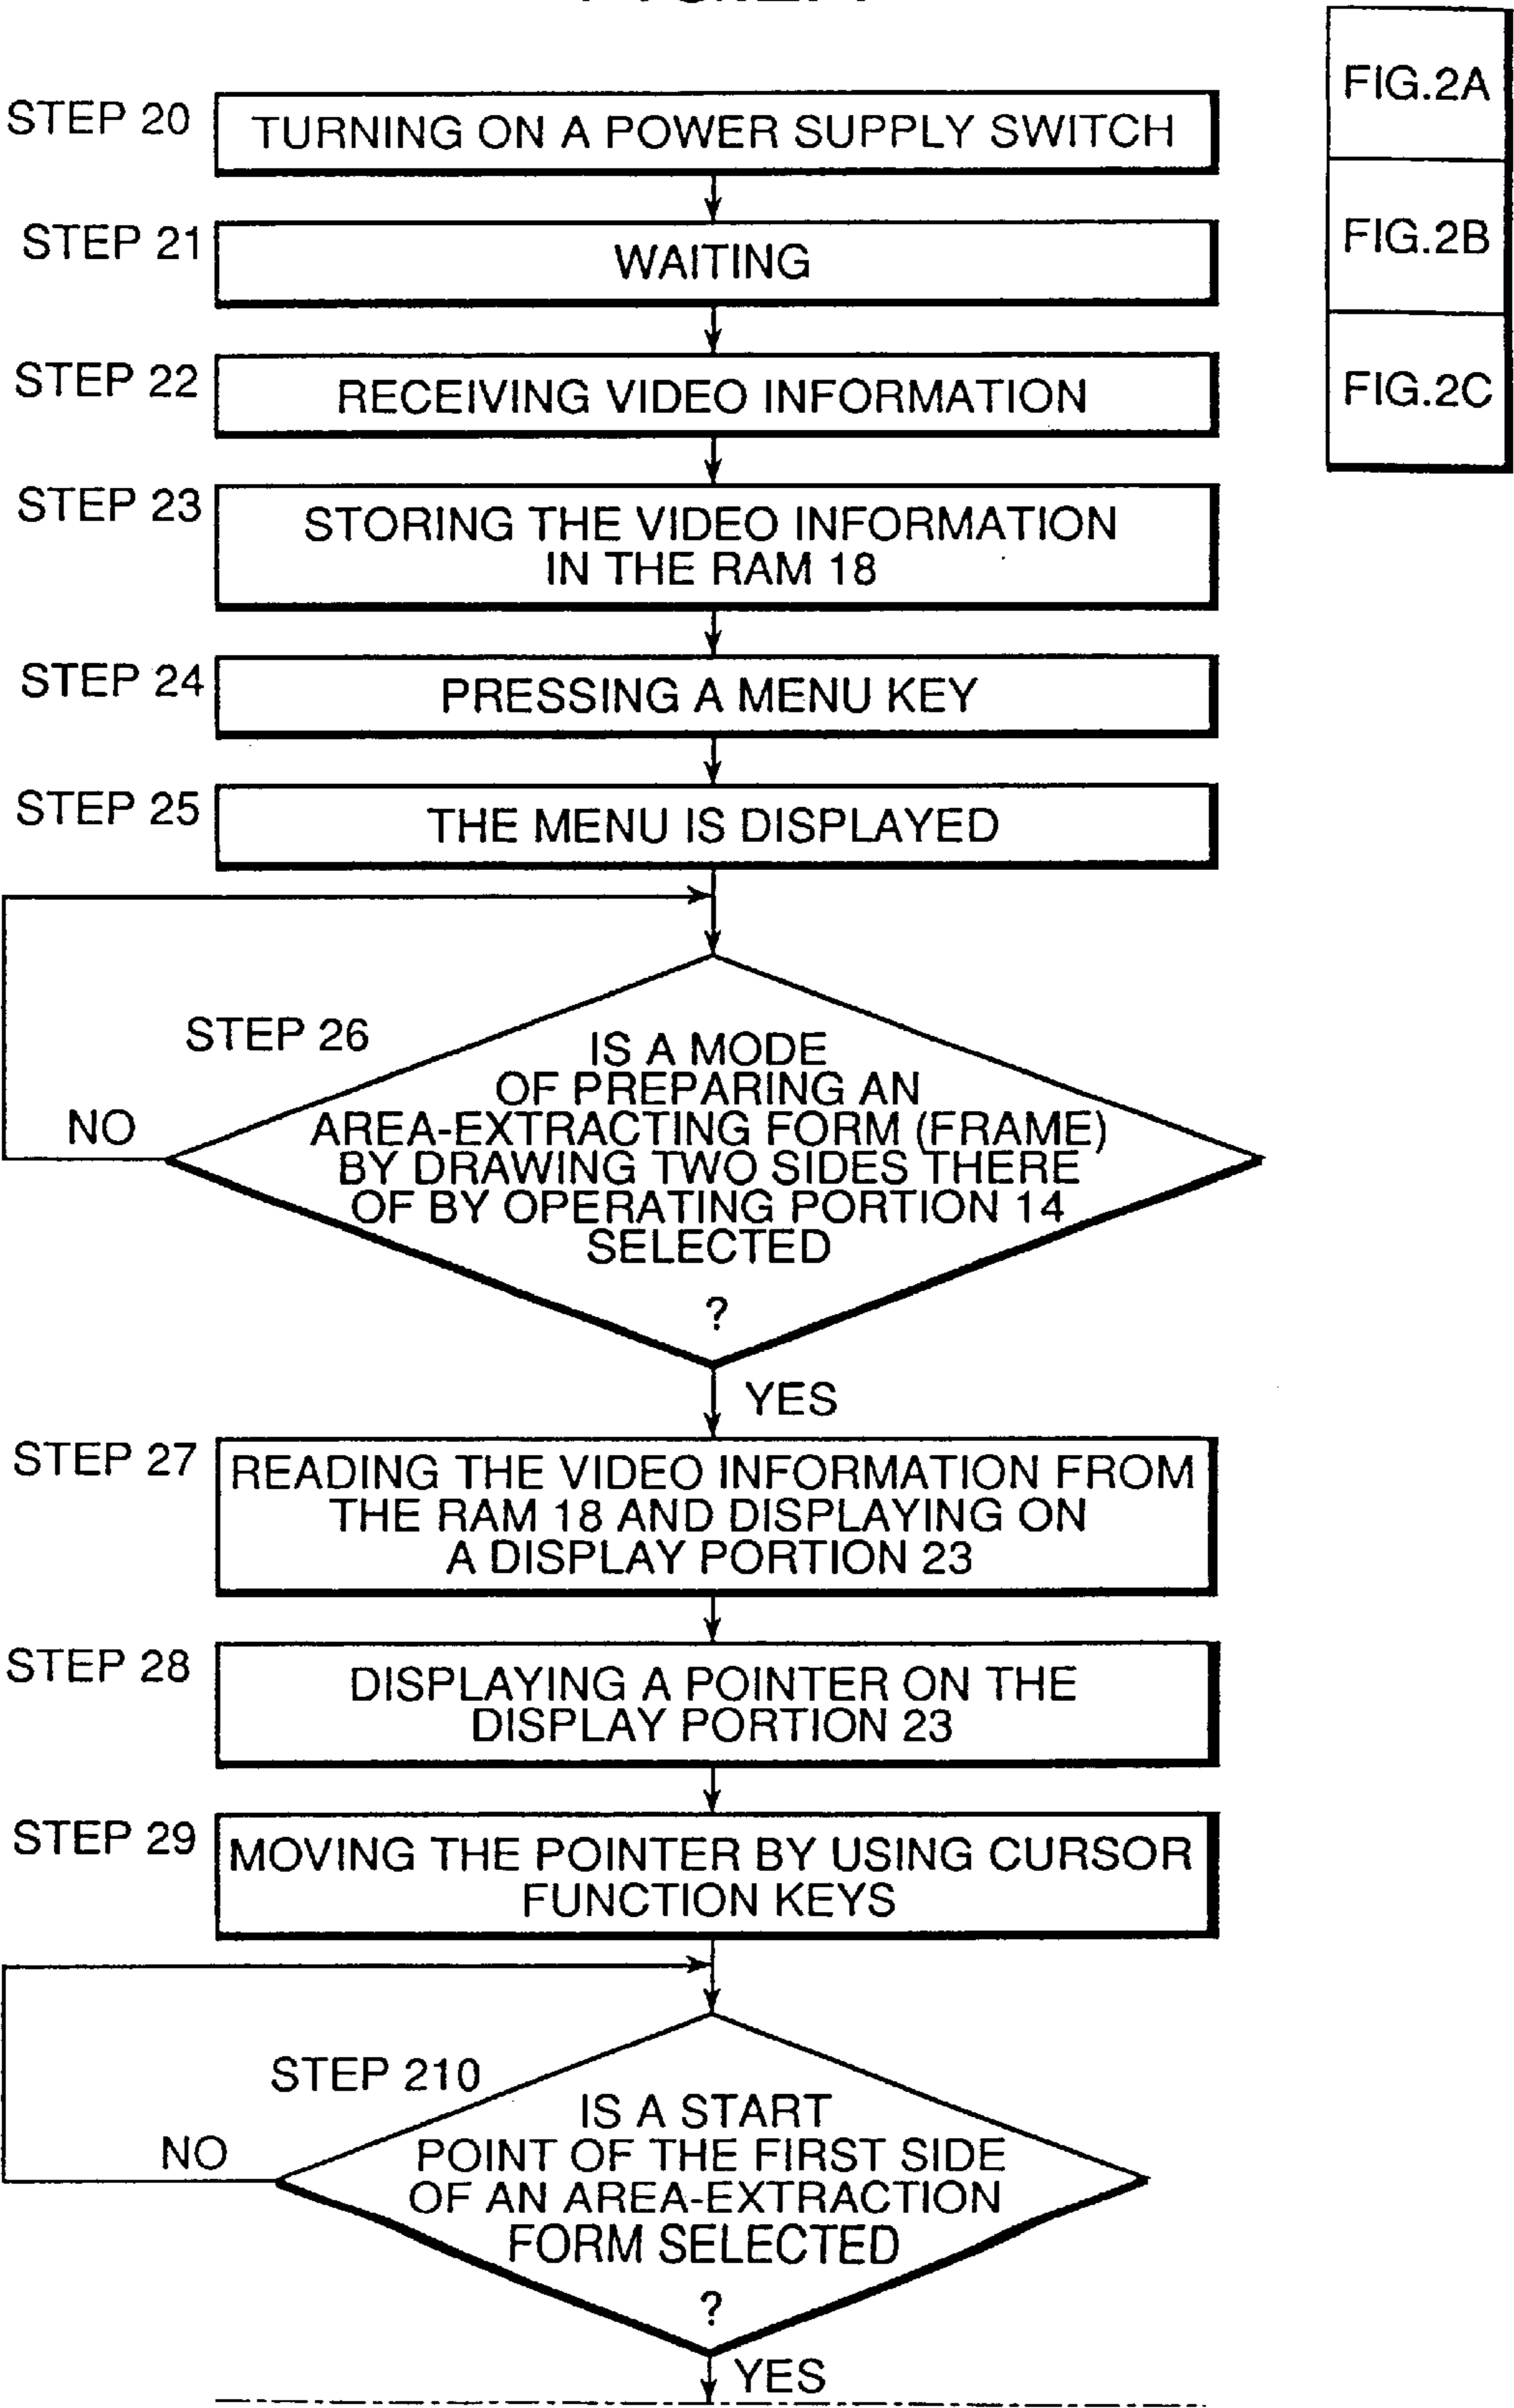 FIG.2A
FIG.2B
FIG.2C
STEP 20
TURNING ON A POWER SUPPLY SWITCH
STEP 21
WAITING
STEP 22
RECEIVING VIDEO INFORMATION
STEP 23
STORING THE VIDEO INFORMATION
IN THE RAM 18
STEP 24
PRESSING A MENU KEY
STEP 25
THE MENU IS DISPLAYED
STEP 26
IS A MODE
OF PREPARING AN
AREA-EXTRACTING FORM (FRAME)
BY DRAWING TWO SIDES THERE
OF BY OPERATING PORTION 14
SELECTED
?
NO
YES
STEP 27
READING THE VIDEO INFORMATION FROM
THE RAM 18 AND DISPLAYING ON
A DISPLAY PORTION 23
STEP 28
DISPLAYING A POINTER ON THE
DISPLAY PORTION 23
STEP 29
MOVING THE POINTER BY USING CURSOR
FUNCTION KEYS
STEP 210
IS A START
POINT OF THE FIRST SIDE
OF AN AREA-EXTRACTION
FORM SELECTED
?
NO
YES